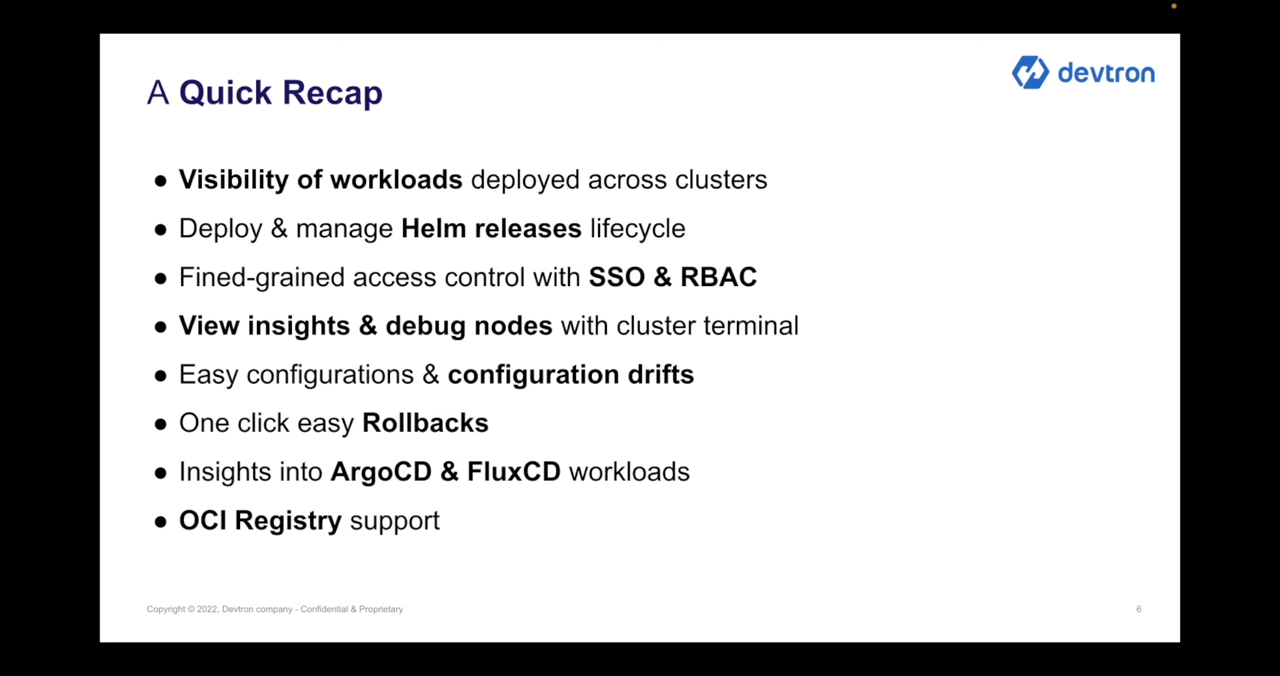 devtron
A Quick Recap
● Visibility of workloads deployed across clusters
● Deploy & manage Helm releases lifecycle
● Fined-grained access control with SSO & RBAC
● View insights & debug nodes with cluster terminal
● Easy configurations & configuration drifts
● One click easy Rollbacks
● Insights into ArgoCD & FluxCD workloads
● OCI Registry support
Copyright © 2022, Devtron company - Confidential & Proprietary
6